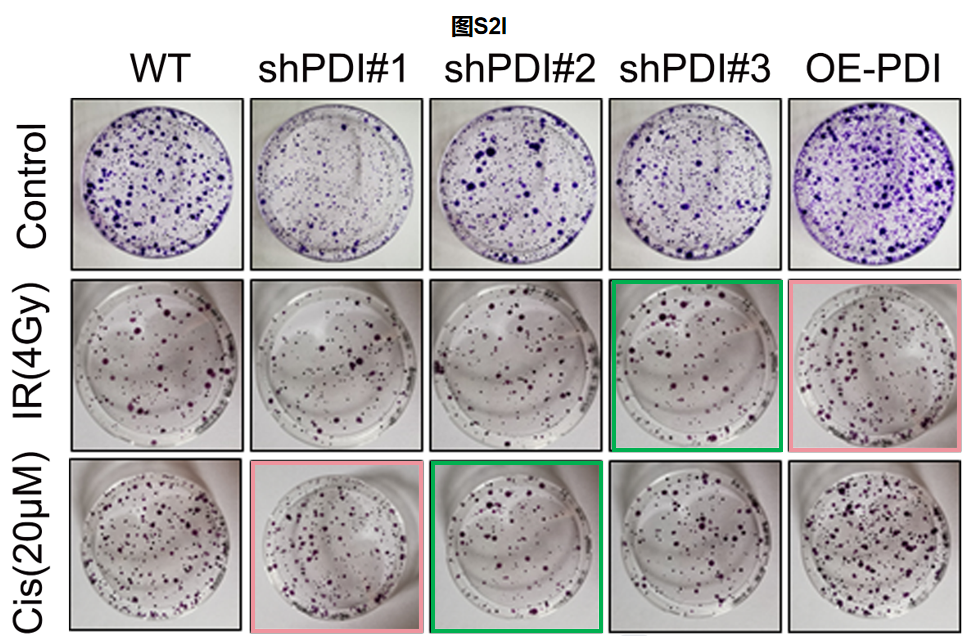 图S2I
WT shPDI#1 shPDI#2 shPDI#3 OE-PDI
Control
IR(4Gy)
Cis(20μM)